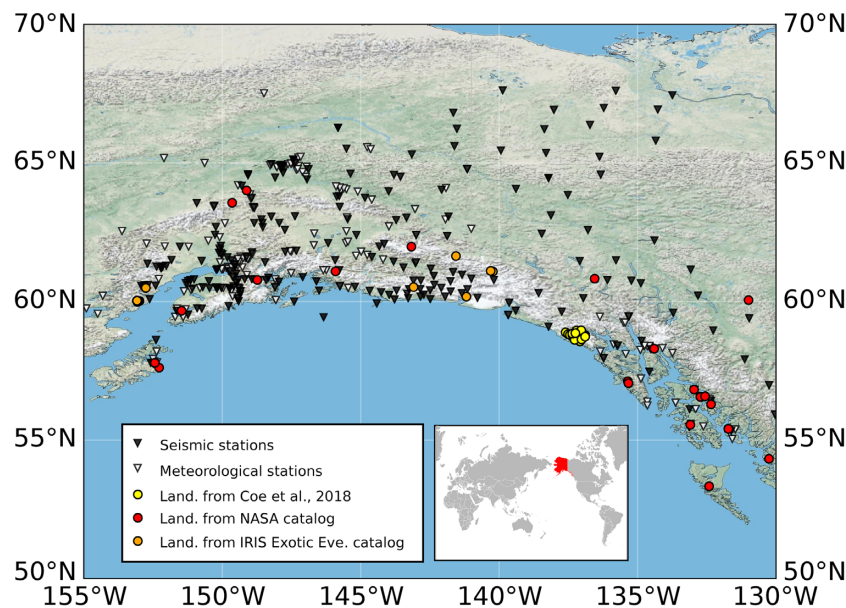 70°N 70°N
65°N 65°N
60°N 60°N
55°N 55°N
Seismic stations
Meteorological stations
Land. from Coe et al., 2018
Land. from NASA catalog
Land. from IRIS Exotic Eve. catalog
50°N 50°N
155°W 150°W 145°W 140°W 135°W 130°W